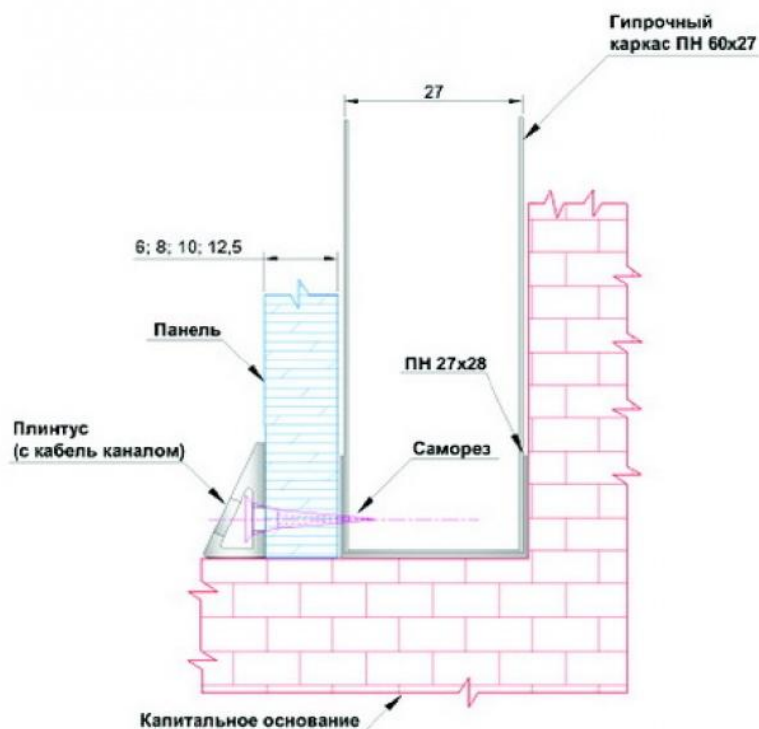 Гипрочный
каркас ПН 60х27
27
6; 8; 10; 12,5
Панель
ПН 27х28
Плинтус
(с кабель каналом)
Саморез
Капитальное основание